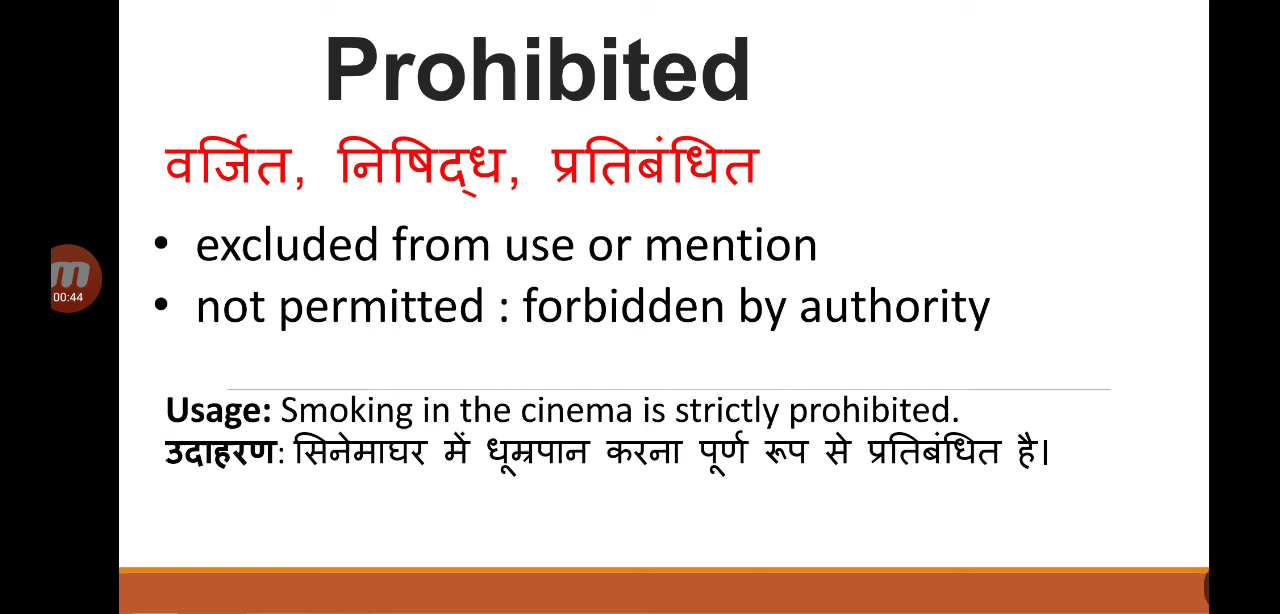 Prohibited
वर्जित, निषिद्ध, प्रतिबंधित
• excluded from use or mention
• not permitted : forbidden by authority
m
00:44
Usage: Smoking in the cinema is strictly prohibited.
उदाहरण: सिनेमाघर में धूम्रपान करना पूर्ण रूप से प्रतिबंधित है।